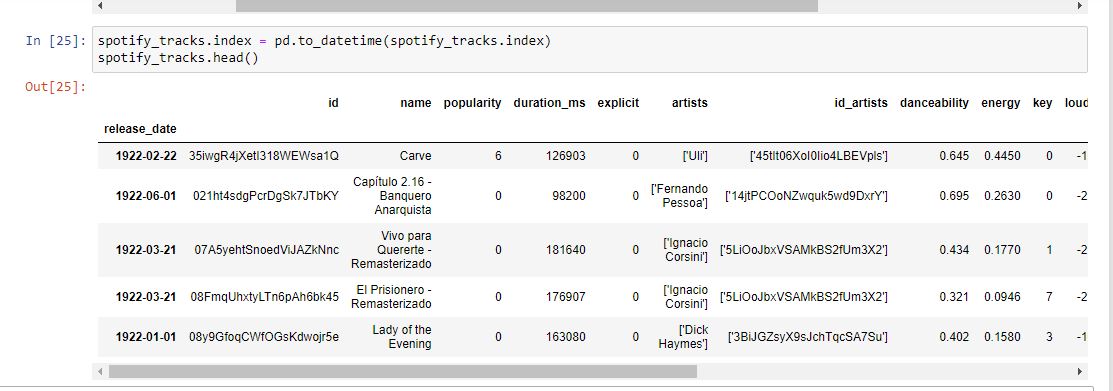 In [25]: spotify_tracks.index = pd.to_datetime(spotify_tracks.index)
spotify_tracks.head()
Out[25]:
id name popularity duration_ms explicit artists id_artists danceability energy key loud
release_date
1922-02-22 35iwgR4jXetI318WEWsa1Q Carve 6 126903 0 ['Uli'] ['45tIt06XoI0Iio4LBEVpls'] 0.645 0.4450 0 -1
1922-06-01 021ht4sdgPcrDgSk7JTbKY Capítulo 2.16 -
Banquero
Anarquista 0 98200 0 ['Fernando
Pessoa'] ['14jtPCOoNZwquk5wd9DxrY'] 0.695 0.2630 0 -2
1922-03-21 07A5yehtSnoedViJAZkNnc Vivo para
Quererte -
Remasterizado 0 181640 0 ['Ignacio
Corsini'] ['5LiOoJbxVSAMkBS2fUm3X2'] 0.434 0.1770 1 -2
1922-03-21 08FmqUhxtyLTn6pAh6bk45 El Prisionero -
Remasterizado 0 176907 0 ['Ignacio
Corsini'] ['5LiOoJbxVSAMkBS2fUm3X2'] 0.321 0.0946 7 -2
1922-01-01 08y9GfoqCWfOGsKdwojr5e Lady of the
Evening 0 163080 0 ['Dick
Haymes'] ['3BiJGZsyX9sJchTqcSA7Su'] 0.402 0.1580 3 -1